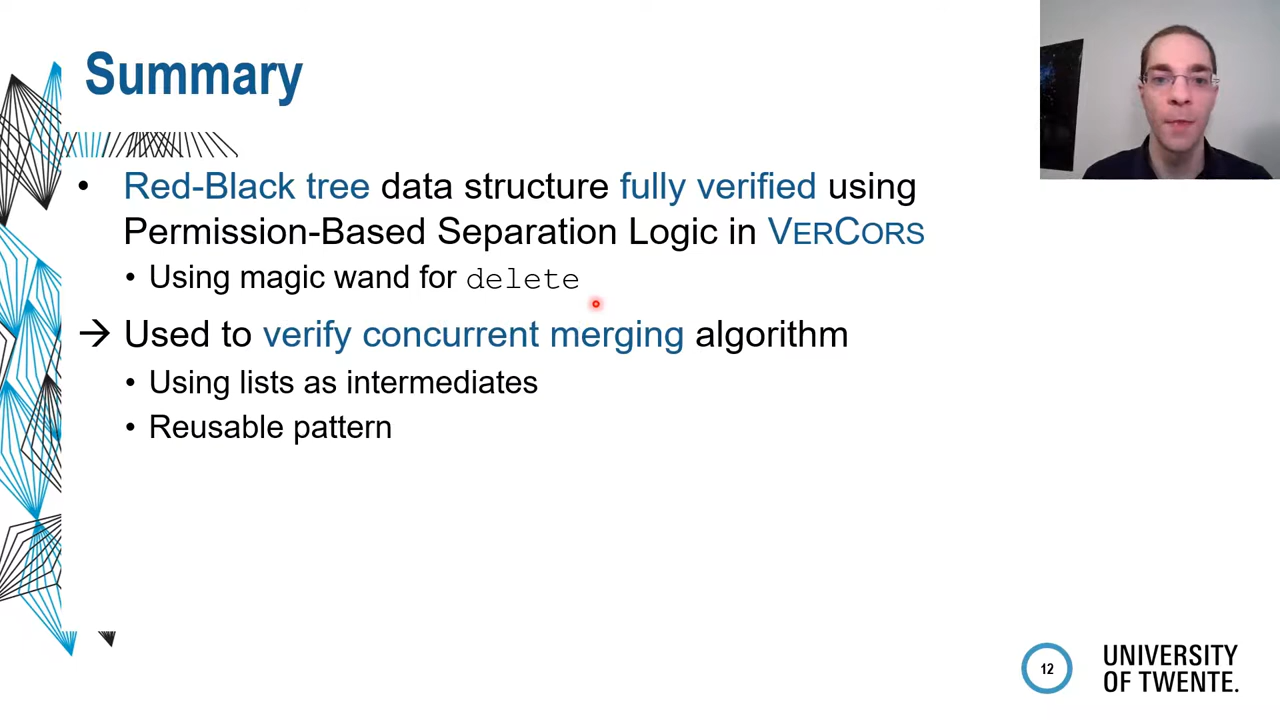 Summary
• Red-Black tree data structure fully verified using
Permission-Based Separation Logic in VERCORS
• Using magic wand for delete
→ Used to verify concurrent merging algorithm
• Using lists as intermediates
• Reusable pattern
12
UNIVERSITY
OF TWENTE.